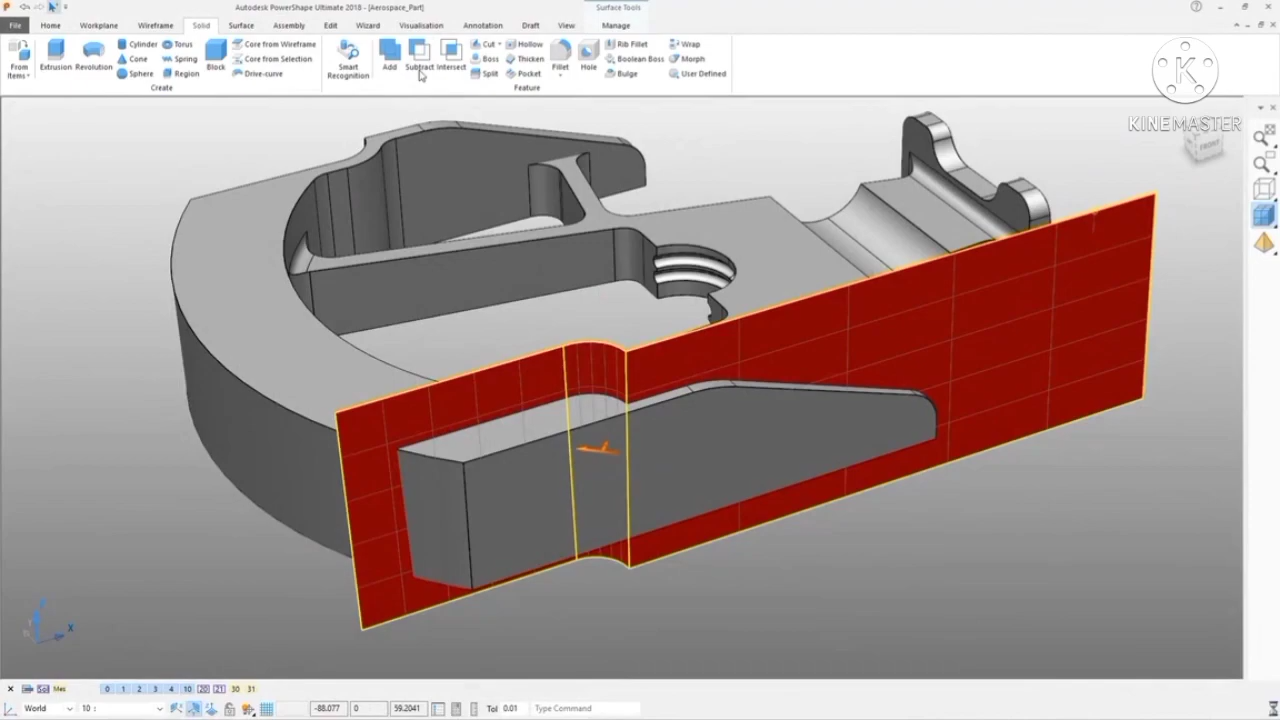 Autodesk PowerShape Ultimate 2018 - [Aerospace_Part]
Surface Tools
File Home Workplane Wireframe Solid Surface Assembly Edit Wizard Visualisation Annotation Draft View Manage
From Items
Extrusion
Revolution
Cylinder Torus
Cone Spring
Sphere Region
Block
Core from Wireframe
Core from Selection
Drive-curve
Create
Smart Recognition
Add
Subtract
Intersect
Cut Hollow
Boss Thicken
Split Pocket
Fillet
Hole
Rib Fillet Wrap
Boolean Boss Morph
Bulge User Defined
Feature
K
KINEMASTER
FRONT
X
Sol Mes 0 1 2 3 4 10 20 21 30 31
World 10 : -88.077 0 59.2041 Tol 0.01 Type Command